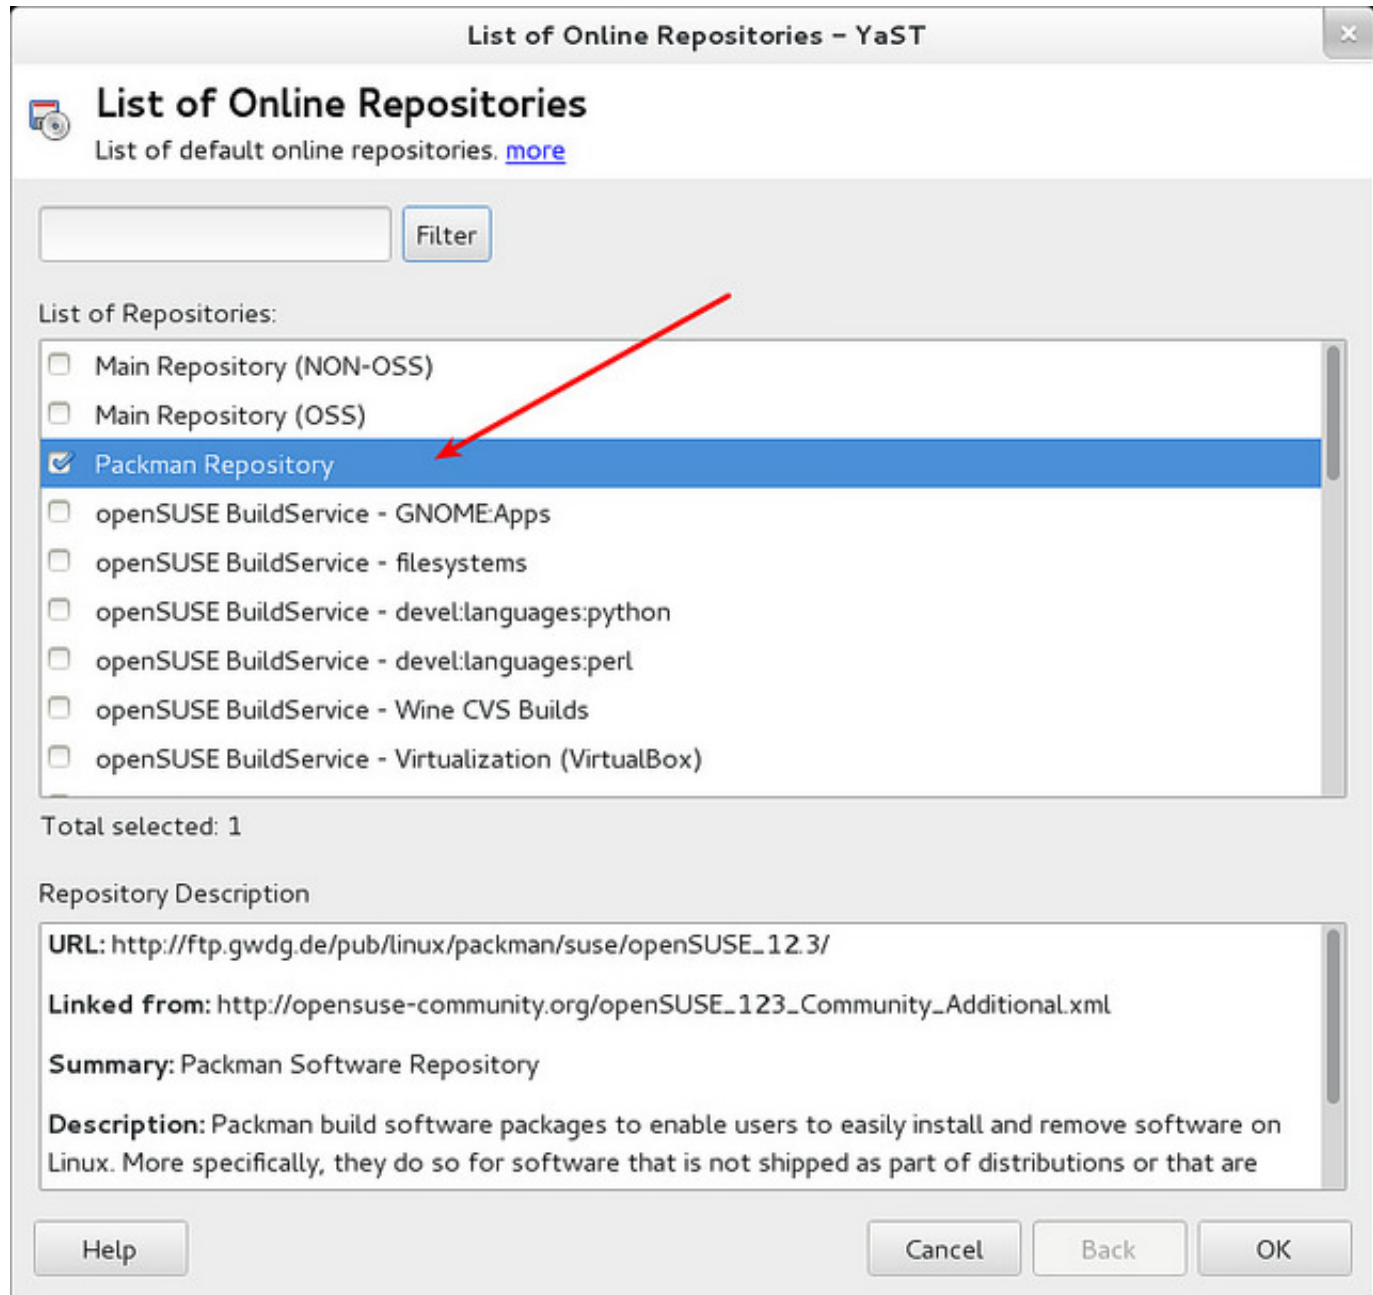 List of Online Repositories - YaST
List of Online Repositories
List of default online repositories. more
Filter
List of Repositories:
Main Repository (NON-OSS)
Main Repository (OSS)
Packman Repository
openSUSE BuildService - GNOME:Apps
openSUSE BuildService - filesystems
openSUSE BuildService - devel:languages:python
openSUSE BuildService - devel:languages:perl
openSUSE BuildService - Wine CVS Builds
openSUSE BuildService - Virtualization (VirtualBox)
Total selected: 1
Repository Description
URL: http://ftp.gwdg.de/pub/linux/packman/suse/openSUSE_12.3/
Linked from: http://opensuse-community.org/openSUSE_123_Community_Additional.xml
Summary: Packman Software Repository
Description: Packman build software packages to enable users to easily install and remove software on
Linux. More specifically, they do so for software that is not shipped as part of distributions or that are
Help Cancel Back OK